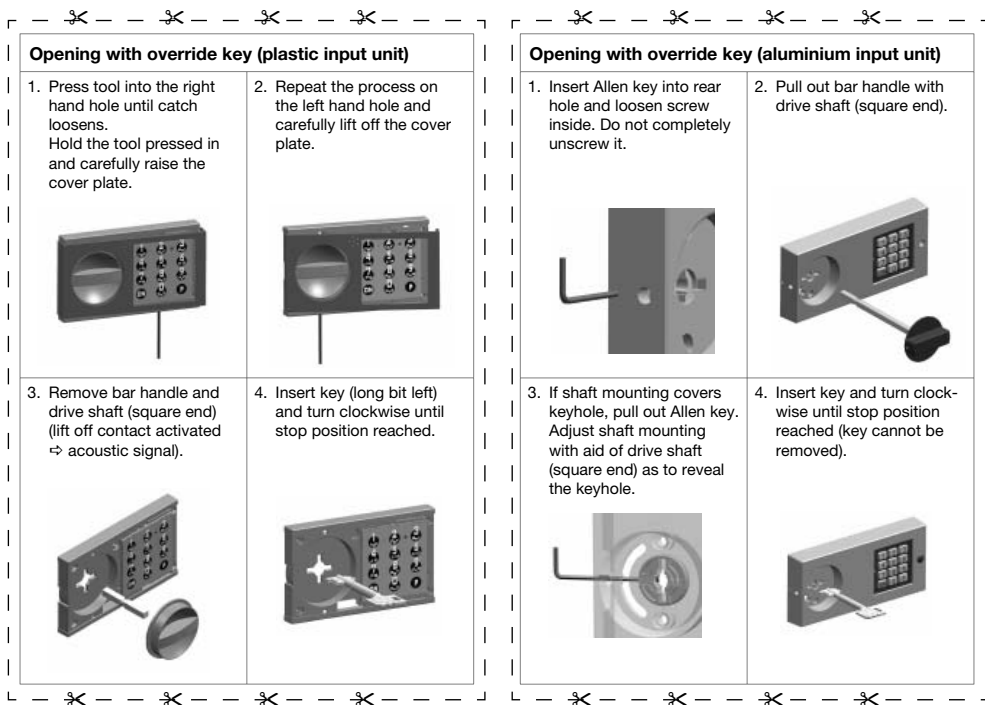 Opening with override key (plastic input unit)
1. Press tool into the right
hand hole until catch
loosens.
Hold the tool pressed in
and carefully raise the
cover plate.
2. Repeat the process on
the left hand hole and
carefully lift off the cover
plate.
3. Remove bar handle and
drive shaft (square end)
(lift off contact activated
⇨ acoustic signal).
4. Insert key (long bit left)
and turn clockwise until
stop position reached.
Opening with override key (aluminium input unit)
1. Insert Allen key into rear
hole and loosen screw
inside. Do not completely
unscrew it.
2. Pull out bar handle with
drive shaft (square end).
3. If shaft mounting covers
keyhole, pull out Allen key.
Adjust shaft mounting
with aid of drive shaft
(square end) as to reveal
the keyhole.
4. Insert key and turn clock-
wise until stop position
reached (key cannot be
removed).